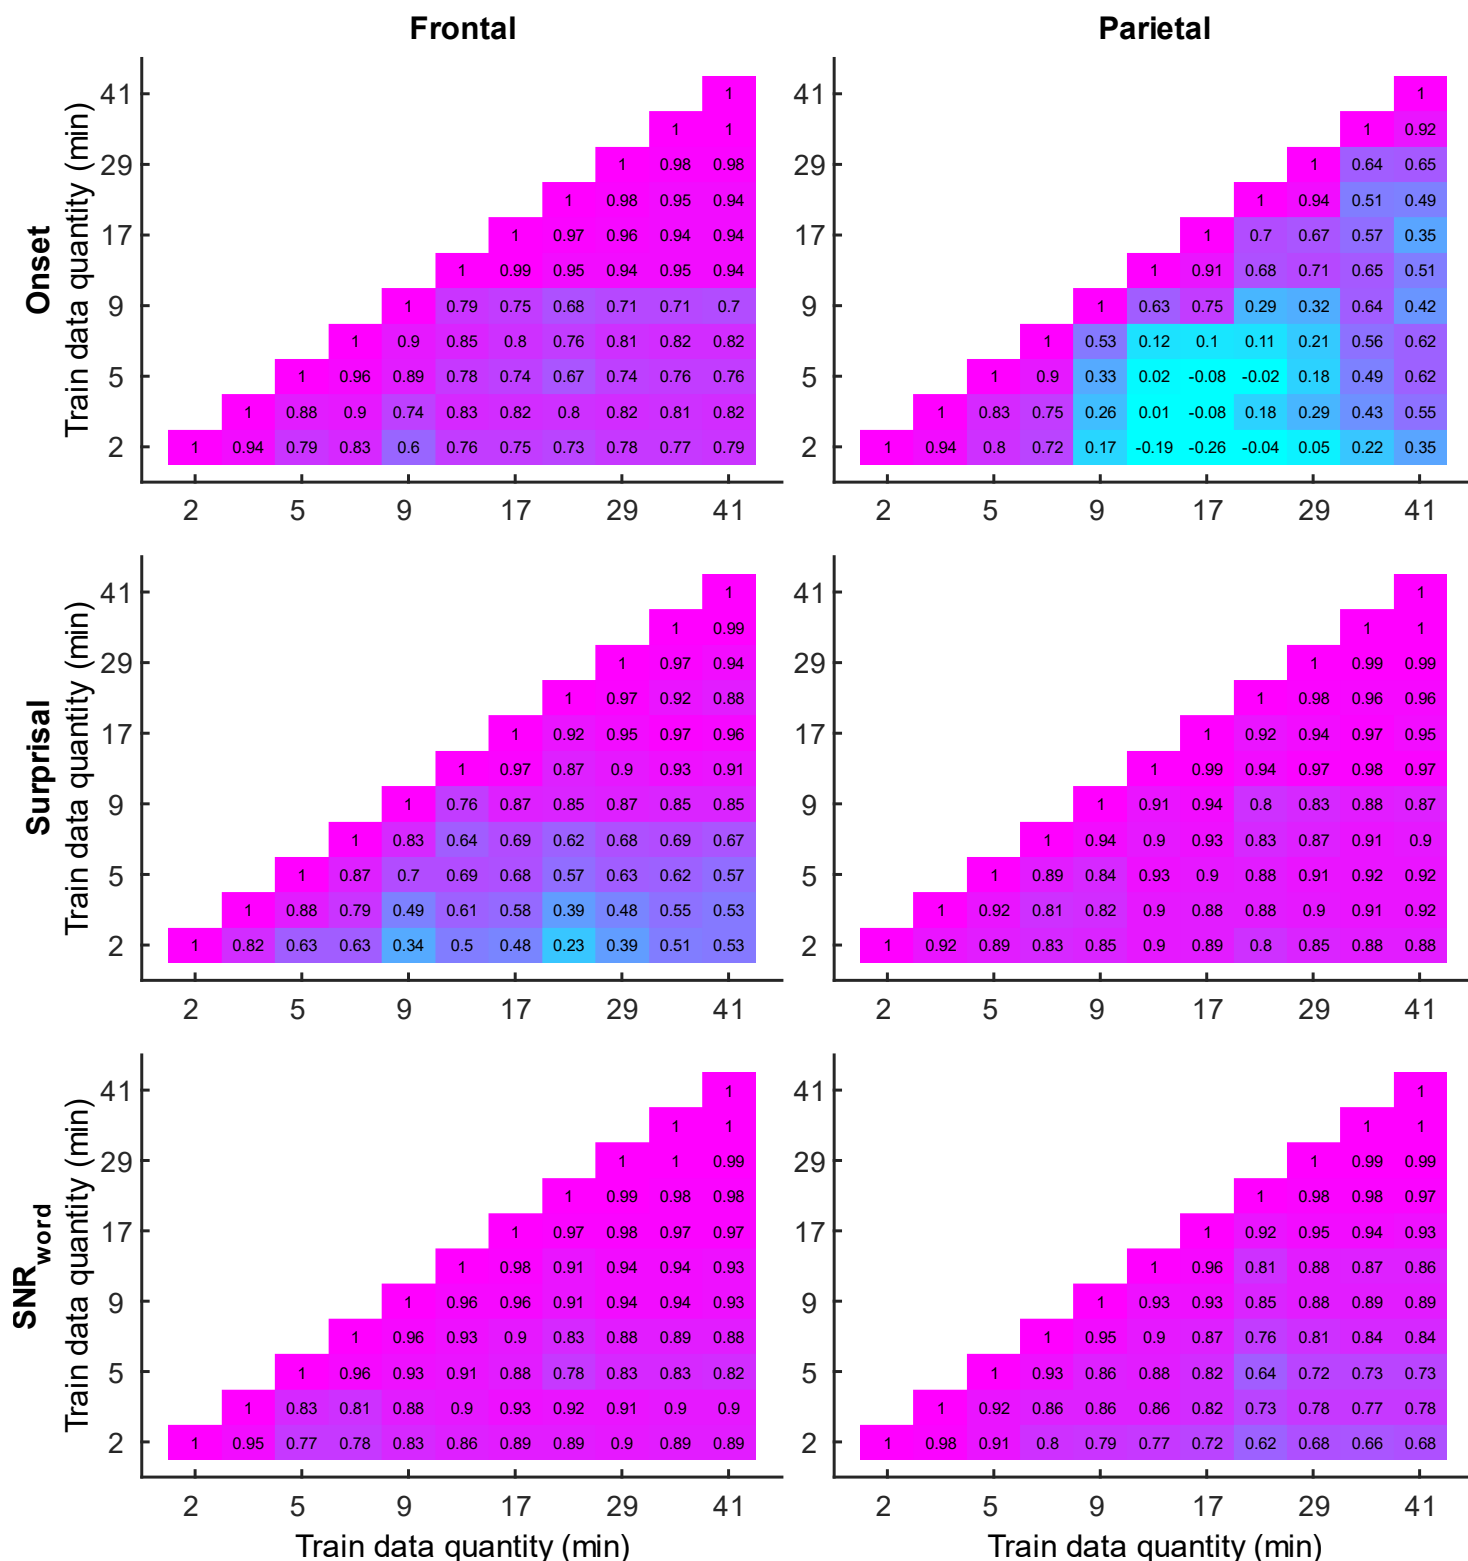 Frontal Parietal
Onset
Train data quantity (min)
41 1
1 1
29 1 0.98 0.98
1 0.98 0.95 0.94
17 1 0.97 0.96 0.94 0.94
1 0.99 0.95 0.94 0.95 0.94
9 1 0.79 0.75 0.68 0.71 0.71 0.7
1 0.9 0.85 0.8 0.76 0.81 0.82 0.82
5 1 0.96 0.89 0.78 0.74 0.67 0.74 0.76 0.76
1 0.88 0.9 0.74 0.83 0.82 0.8 0.82 0.81 0.82
2 1 0.94 0.79 0.83 0.6 0.76 0.75 0.73 0.78 0.77 0.79
2 5 9 17 29 41
41 1
1 0.92
29 1 0.64 0.65
1 0.94 0.51 0.49
17 1 0.7 0.67 0.57 0.35
1 0.91 0.68 0.71 0.65 0.51
9 1 0.63 0.75 0.29 0.32 0.64 0.42
1 0.53 0.12 0.1 0.11 0.21 0.56 0.62
5 1 0.9 0.33 0.02 -0.08 -0.02 0.18 0.49 0.62
1 0.83 0.75 0.26 0.01 -0.08 0.18 0.29 0.43 0.55
2 1 0.94 0.8 0.72 0.17 -0.19 -0.26 -0.04 0.05 0.22 0.35
2 5 9 17 29 41
Surprisal
Train data quantity (min)
41 1
1 0.99
29 1 0.97 0.94
1 0.97 0.92 0.88
17 1 0.92 0.95 0.97 0.96
1 0.97 0.87 0.9 0.93 0.91
9 1 0.76 0.87 0.85 0.87 0.85 0.85
1 0.83 0.64 0.69 0.62 0.68 0.69 0.67
5 1 0.87 0.7 0.69 0.68 0.57 0.63 0.62 0.57
1 0.88 0.79 0.49 0.61 0.58 0.39 0.48 0.55 0.53
2 1 0.82 0.63 0.63 0.34 0.5 0.48 0.23 0.39 0.51 0.53
2 5 9 17 29 41
41 1
1 1
29 1 0.99 0.99
1 0.98 0.96 0.96
17 1 0.92 0.94 0.97 0.95
1 0.99 0.94 0.97 0.98 0.97
9 1 0.91 0.94 0.8 0.83 0.88 0.87
1 0.94 0.9 0.93 0.83 0.87 0.91 0.9
5 1 0.89 0.84 0.93 0.9 0.88 0.91 0.92 0.92
1 0.92 0.81 0.82 0.9 0.88 0.88 0.9 0.91 0.92
2 1 0.92 0.89 0.83 0.85 0.9 0.89 0.8 0.85 0.88 0.88
2 5 9 17 29 41
SNRword
Train data quantity (min)
41 1
1 1
29 1 1 0.99
1 0.99 0.98 0.98
17 1 0.97 0.98 0.97 0.97
1 0.98 0.91 0.94 0.94 0.93
9 1 0.96 0.96 0.91 0.94 0.94 0.93
1 0.96 0.93 0.9 0.83 0.88 0.89 0.88
5 1 0.96 0.93 0.91 0.88 0.78 0.83 0.83 0.82
1 0.83 0.81 0.88 0.9 0.93 0.92 0.91 0.9 0.9
2 1 0.95 0.77 0.78 0.83 0.86 0.89 0.89 0.9 0.89 0.89
2 5 9 17 29 41
Train data quantity (min)
41 1
1 1
29 1 0.99 0.99
1 0.98 0.98 0.97
17 1 0.92 0.95 0.94 0.93
1 0.96 0.81 0.88 0.87 0.86
9 1 0.93 0.93 0.85 0.88 0.89 0.89
1 0.95 0.9 0.87 0.76 0.81 0.84 0.84
5 1 0.93 0.86 0.88 0.82 0.64 0.72 0.73 0.73
1 0.92 0.86 0.86 0.86 0.82 0.73 0.78 0.77 0.78
2 1 0.98 0.91 0.8 0.79 0.77 0.72 0.62 0.68 0.66 0.68
2 5 9 17 29 41
Train data quantity (min)